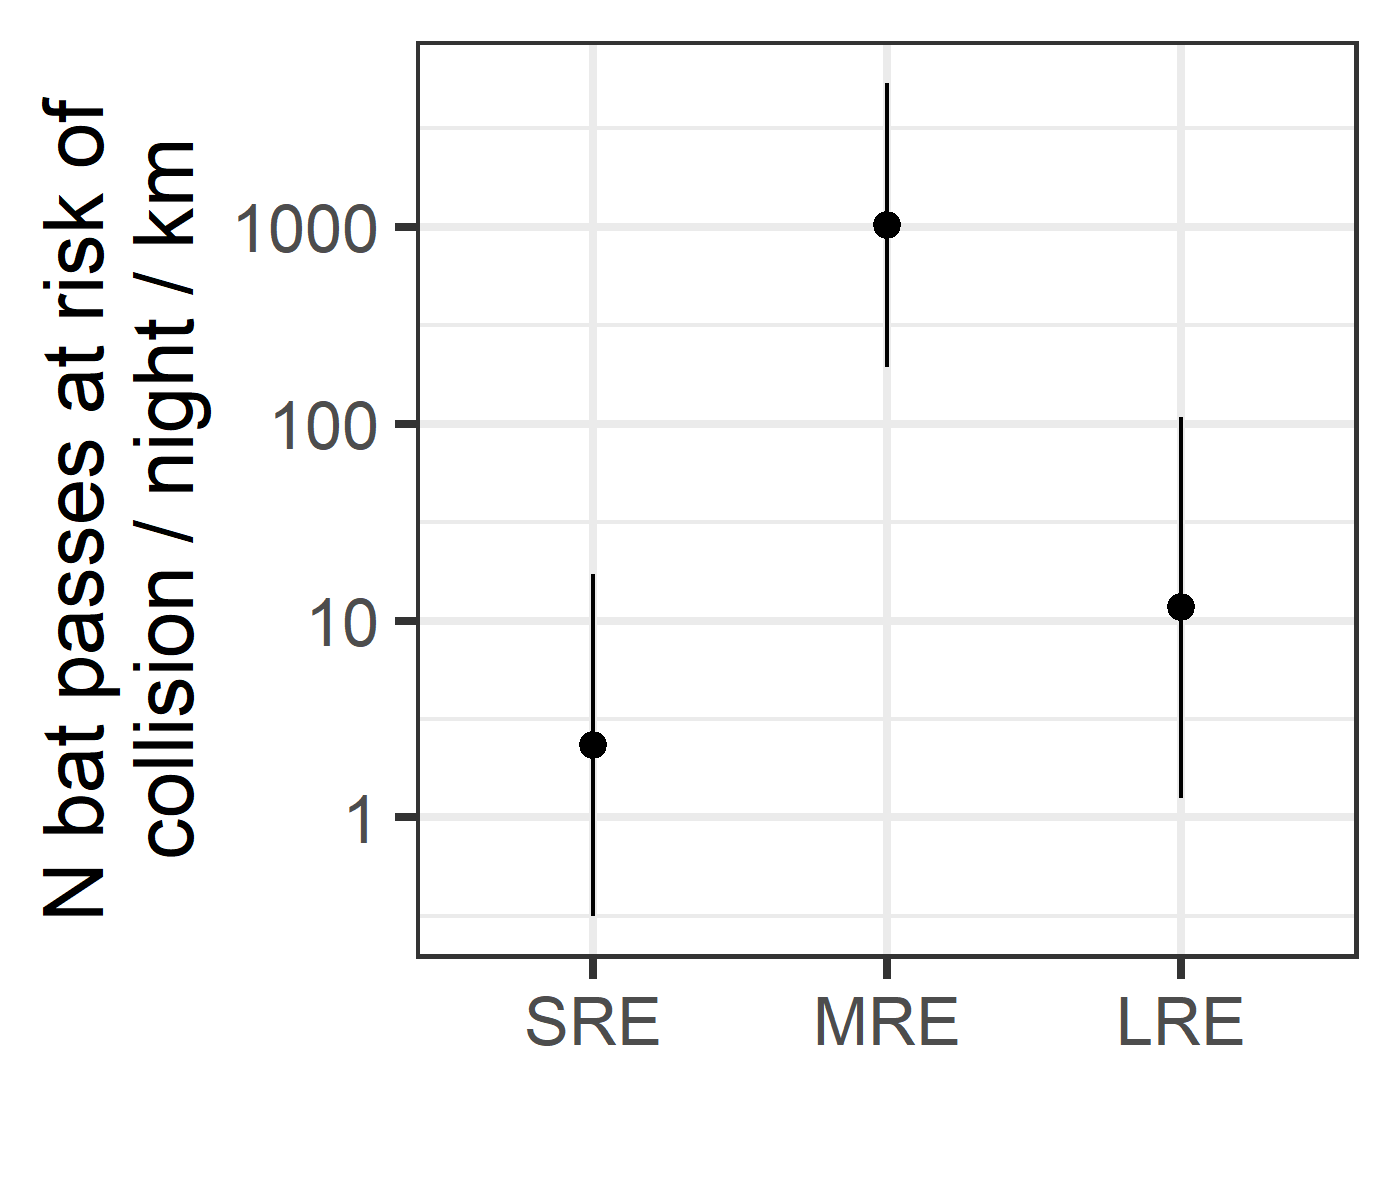 N bat passes at risk of
collision / night / km
1000
100
10
1
SRE
MRE
LRE